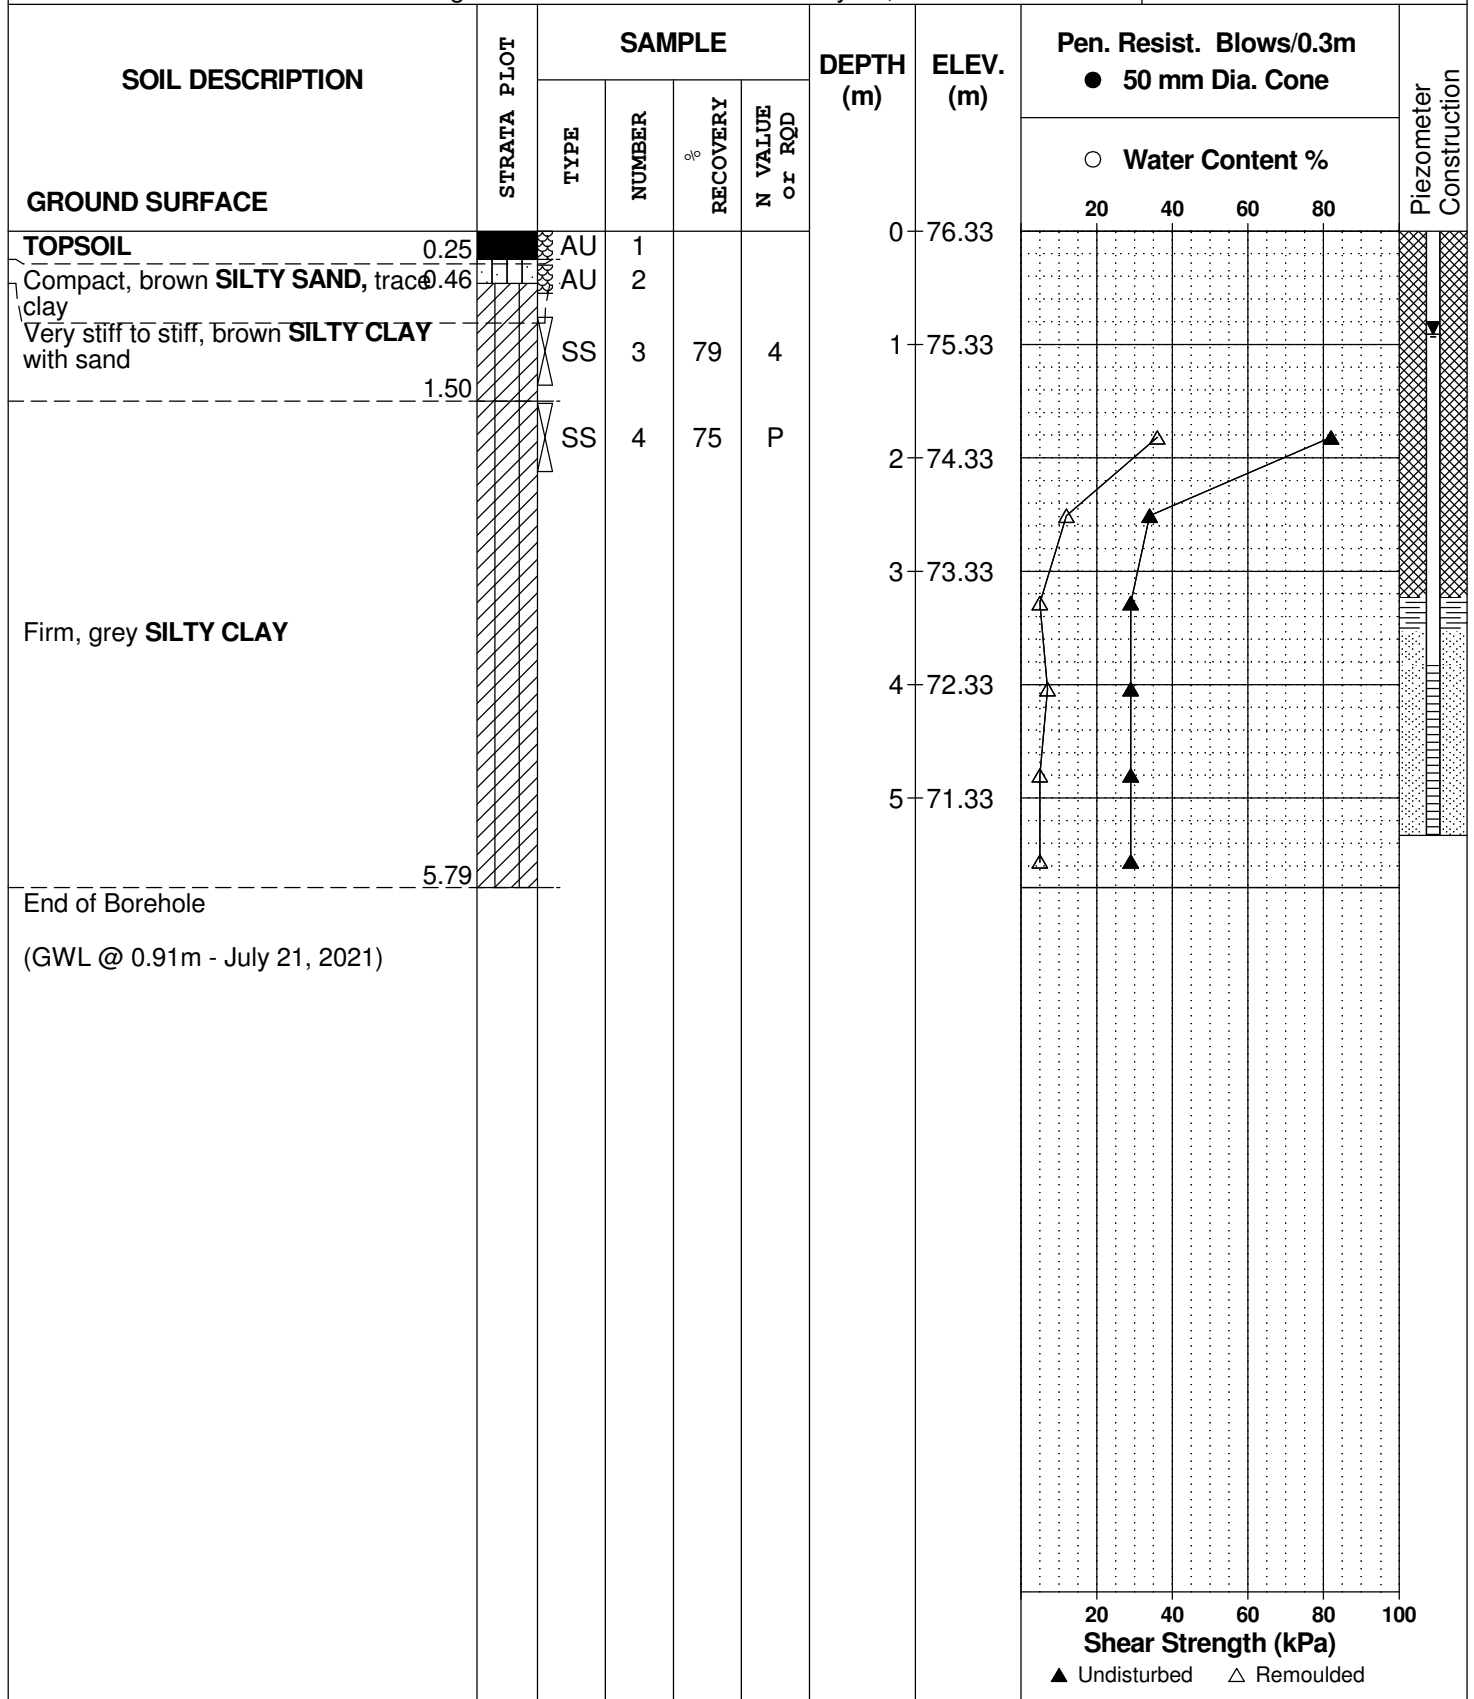 SOIL DESCRIPTION
GROUND SURFACE
STRATA PLOT
SAMPLE
TYPE
NUMBER
% RECOVERY
N VALUE or RQD
DEPTH (m)
ELEV. (m)
Pen. Resist. Blows/0.3m
● 50 mm Dia. Cone
○ Water Content %
20 40 60 80
Piezometer Construction
TOPSOIL 0.25
AU 1
0 76.33
Compact, brown SILTY SAND, trace 0.46
clay
AU 2
Very stiff to stiff, brown SILTY CLAY
with sand
SS 3 79 4
1 75.33
1.50
SS 4 75 P
2 74.33
3 73.33
Firm, grey SILTY CLAY
4 72.33
5 71.33
5.79
End of Borehole
(GWL @ 0.91m - July 21, 2021)
20 40 60 80 100
Shear Strength (kPa)
▲ Undisturbed △ Remoulded